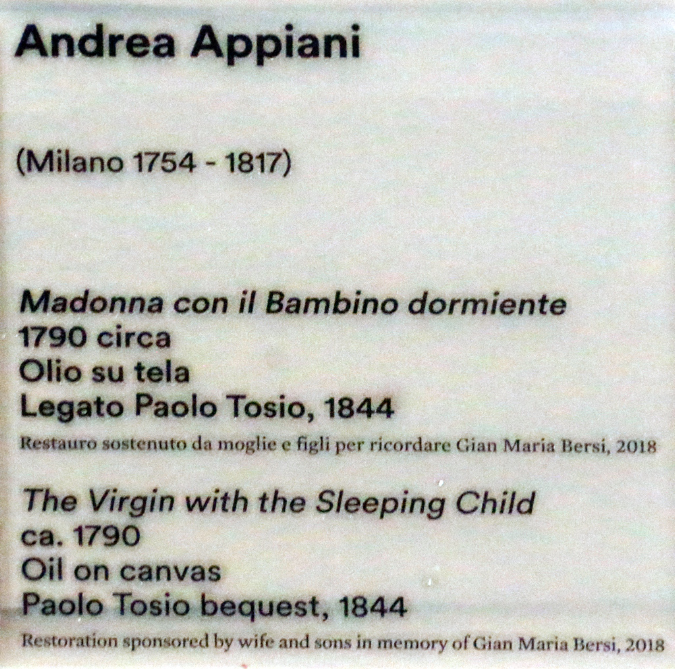 Andrea Appiani
(Milano 1754 - 1817)
Madonna con il Bambino dormiente
1790 circa
Olio su tela
Legato Paolo Tosio, 1844
Restauro sostenuto da moglie e figli per ricordare Gian Maria Bersi, 2018
The Virgin with the Sleeping Child
ca. 1790
Oil on canvas
Paolo Tosio bequest, 1844
Restoration sponsored by wife and sons in memory of Gian Maria Bersi, 2018